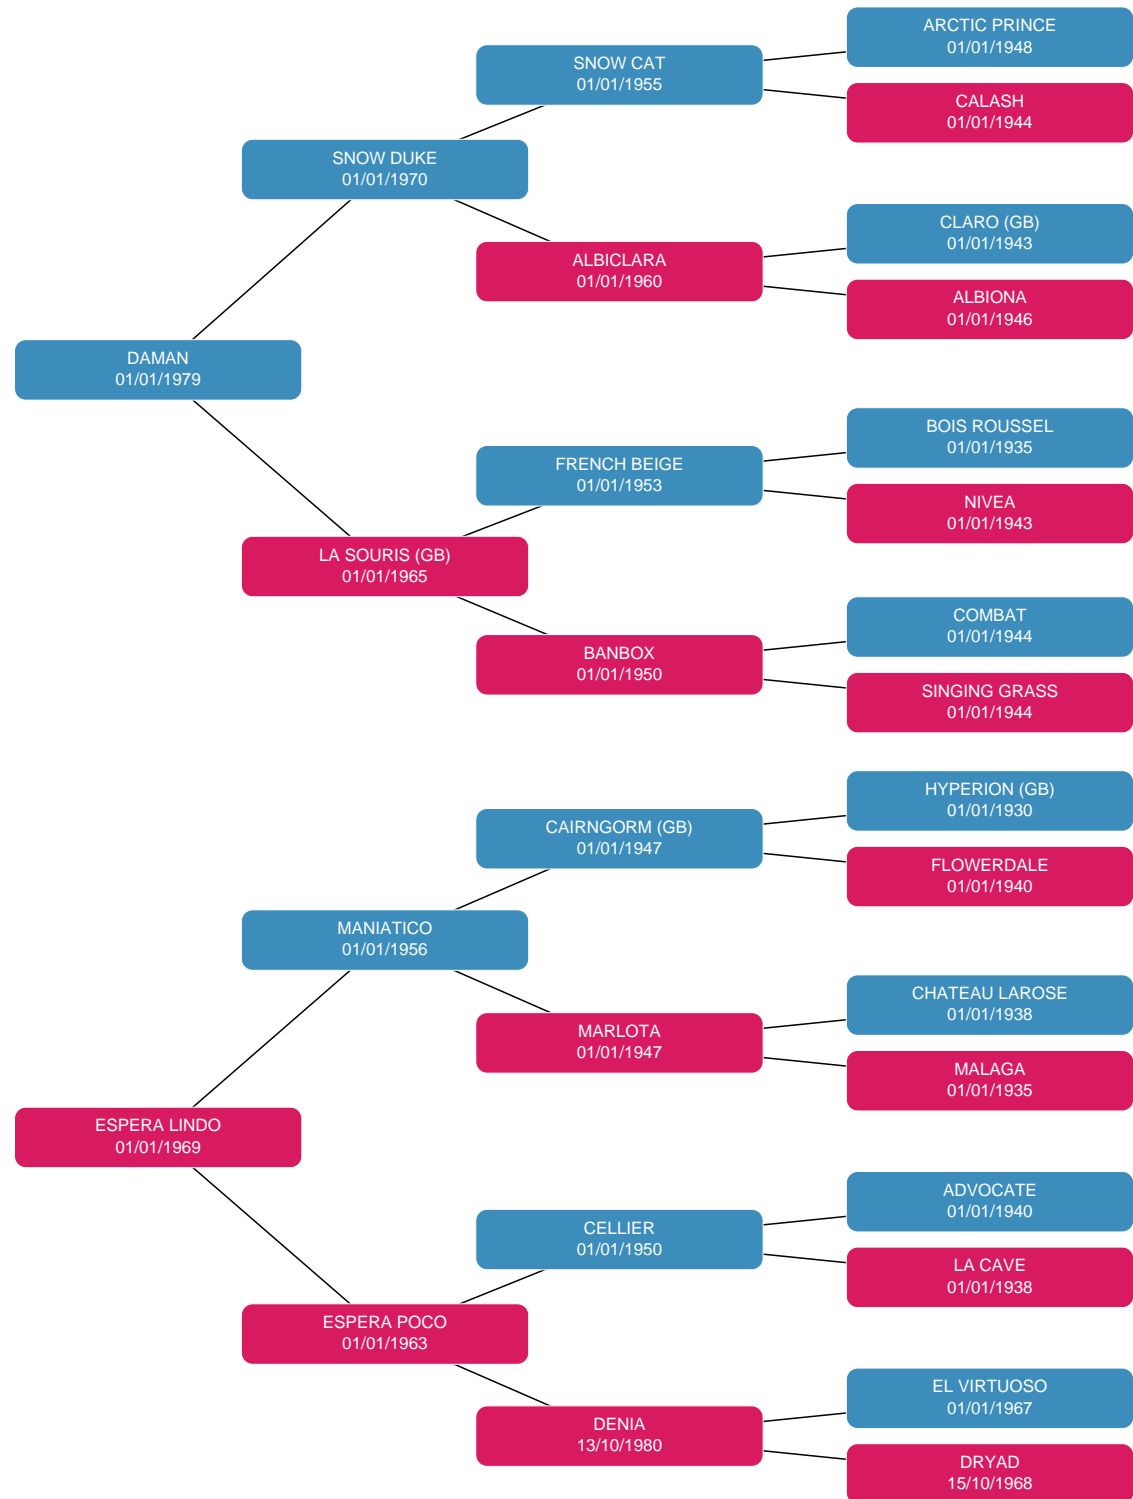 ARCTIC PRINCE
01/01/1948
SNOW CAT
01/01/1955
CALASH
01/01/1944
SNOW DUKE
01/01/1970
CLARO (GB)
01/01/1943
ALBICLARA
01/01/1960
ALBIONA
01/01/1946
DAMAN
01/01/1979
BOIS ROUSSEL
01/01/1935
FRENCH BEIGE
01/01/1953
NIVEA
01/01/1943
LA SOURIS (GB)
01/01/1965
COMBAT
01/01/1944
BANBOX
01/01/1950
SINGING GRASS
01/01/1944
HYPERION (GB)
01/01/1930
CAIRNGORM (GB)
01/01/1947
FLOWERDALE
01/01/1940
MANIATICO
01/01/1956
CHATEAU LAROSE
01/01/1938
MARLOTA
01/01/1947
MALAGA
01/01/1935
ESPERA LINDO
01/01/1969
ADVOCATE
01/01/1940
CELLIER
01/01/1950
LA CAVE
01/01/1938
ESPERA POCO
01/01/1963
EL VIRTUOSO
01/01/1967
DENIA
13/10/1980
DRYAD
15/10/1968